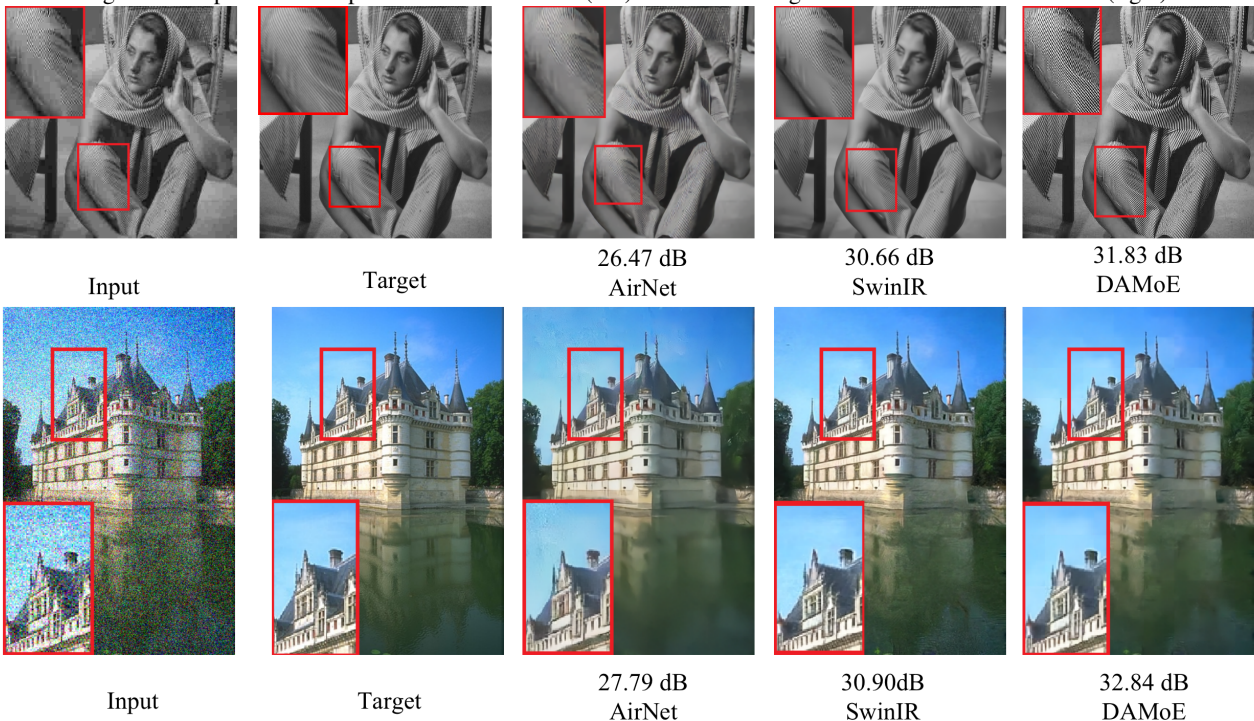 26.47 dB 30.66 dB 31.83 dB
Input Target AirNet SwinIR DAMoE
27.79 dB 30.90dB 32.84 dB
Input Target AirNet SwinIR DAMoE